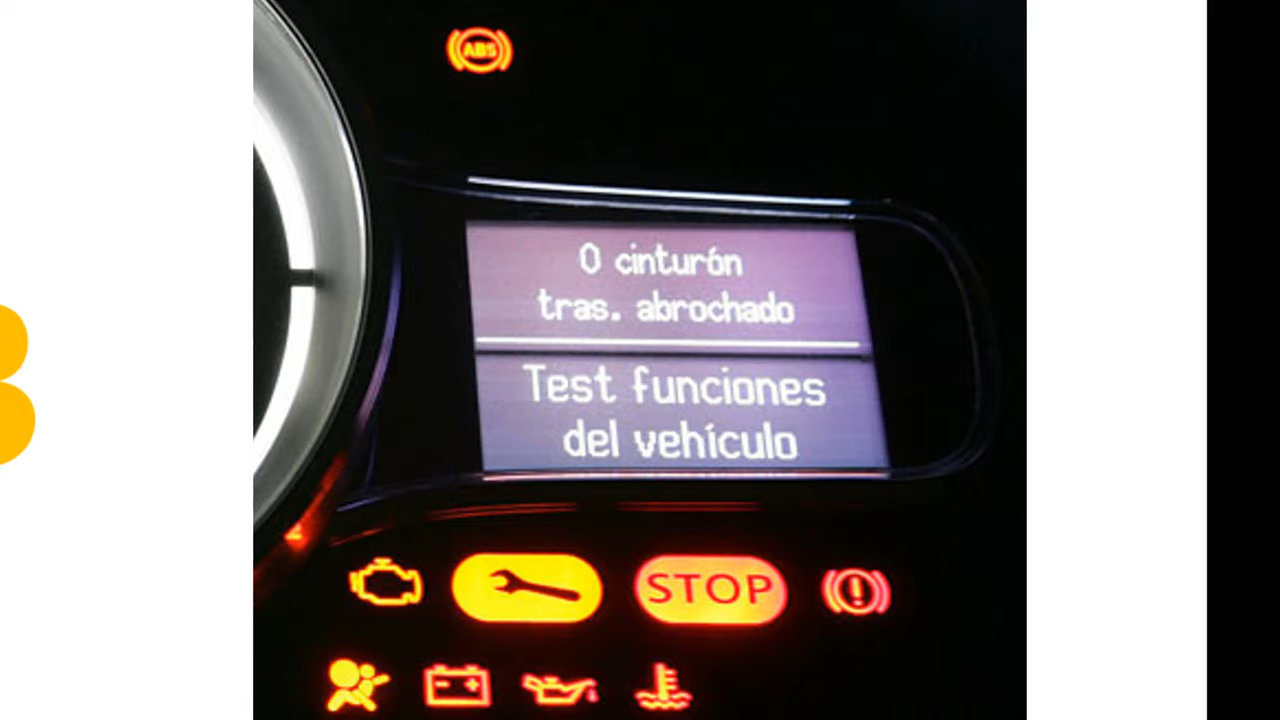 ABS
0 cinturón
tras. abrochado
Test funciones
del vehículo
STOP